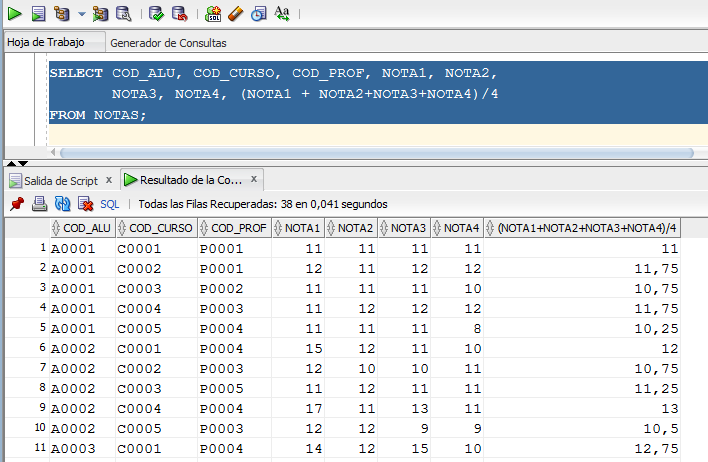 Aa
SQL
Hoja de Trabajo Generador de Consultas
SELECT COD_ALU, COD_CURSO, COD_PROF, NOTA1, NOTA2,
NOTA3, NOTA4, (NOTA1 + NOTA2+NOTA3+NOTA4)/4
FROM NOTAS;
Salida de Script x Resultado de la Co... x
SQL Todas las Filas Recuperadas: 38 en 0,041 segundos
COD_ALU COD_CURSO COD_PROF NOTA1 NOTA2 NOTA3 NOTA4 (NOTA1+NOTA2+NOTA3+NOTA4)/4
1 A0001 C0001 P0001 11 11 11 11 11
2 A0001 C0002 P0001 12 11 12 12 11,75
3 A0001 C0003 P0002 11 11 11 10 10,75
4 A0001 C0004 P0003 11 12 12 12 11,75
5 A0001 C0005 P0004 11 11 11 8 10,25
6 A0002 C0001 P0004 15 12 11 10 12
7 A0002 C0002 P0003 12 10 10 11 10,75
8 A0002 C0003 P0005 11 12 11 11 11,25
9 A0002 C0004 P0004 17 11 13 11 13
10 A0002 C0005 P0003 12 12 9 9 10,5
11 A0003 C0001 P0004 14 12 15 10 12,75